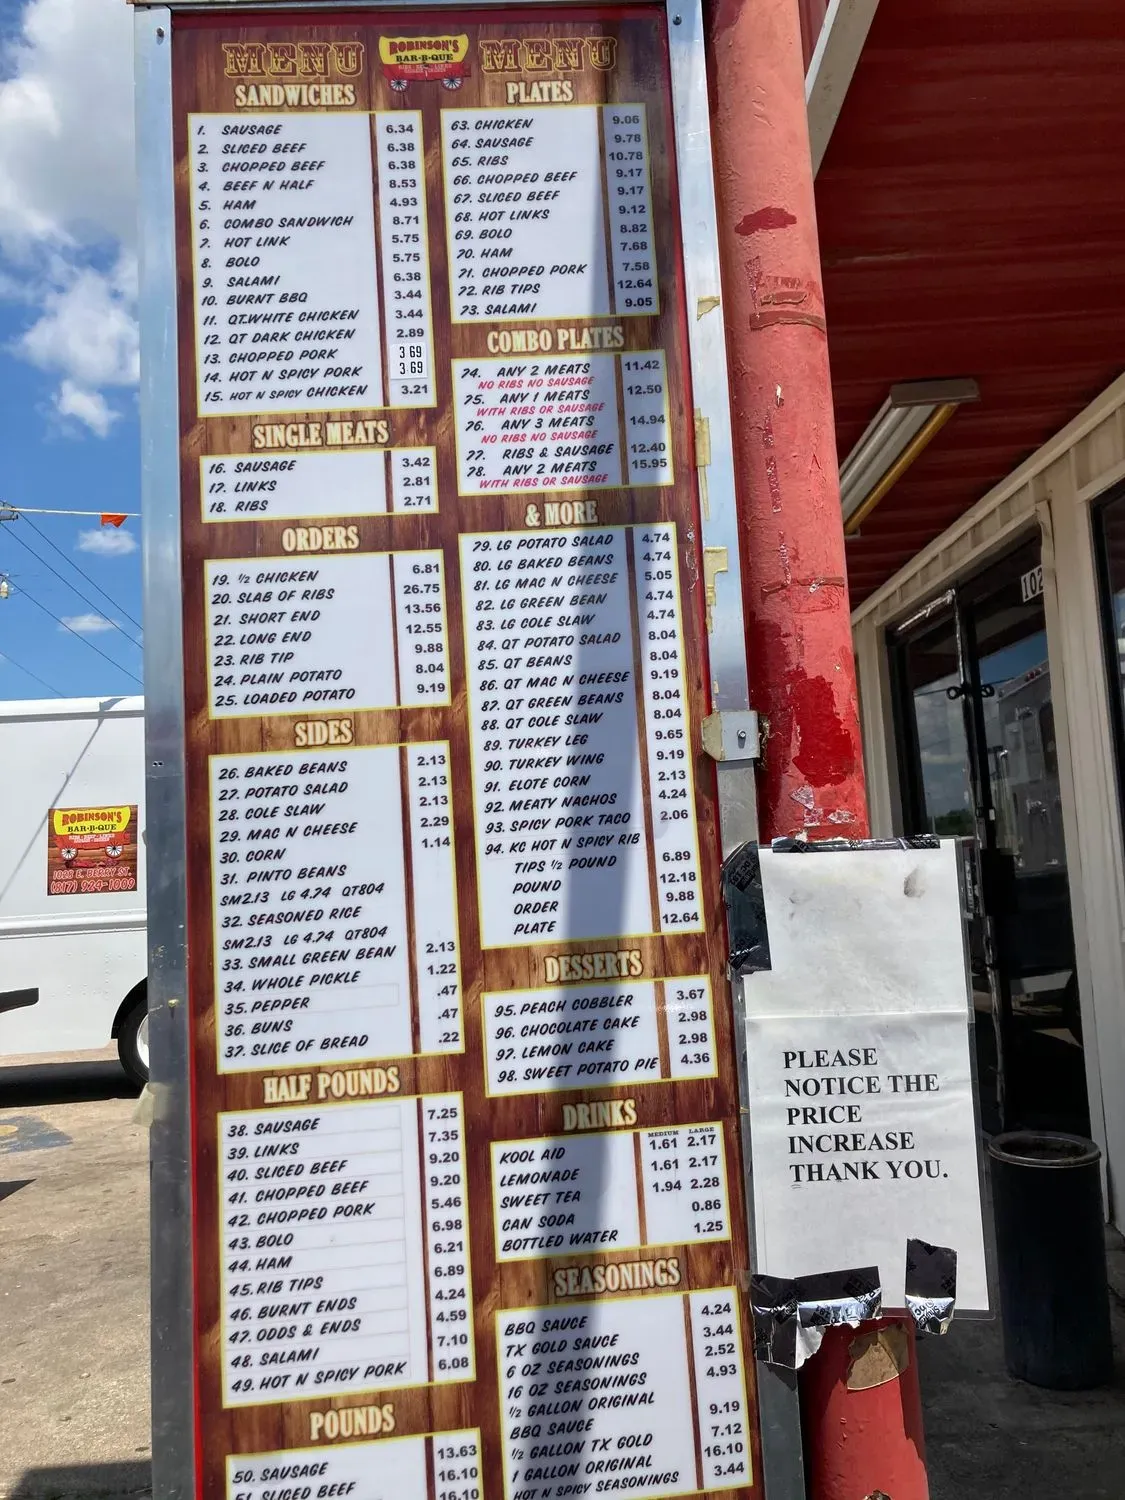 MENU
ROBINSON'S
BAR-B-QUE
MENU
SANDWICHES
1. SAUSAGE 6.34
2. SLICED BEEF 6.38
3. CHOPPED BEEF 6.38
4. BEEF N HALF 8.53
5. HAM 4.93
6. COMBO SANDWICH 8.71
7. HOT LINK 5.75
8. BOLO 5.75
9. SALAMI 6.38
10. BURNT BBQ 3.44
11. QT.WHITE CHICKEN 3.44
12. QT DARK CHICKEN 2.89
13. CHOPPED PORK 3 69
14. HOT N SPICY PORK 3 69
15. HOT N SPICY CHICKEN 3.21
SINGLE MEATS
16. SAUSAGE 3.42
17. LINKS 2.81
18. RIBS 2.71
ORDERS
19. ½ CHICKEN 6.81
20. SLAB OF RIBS 26.75
21. SHORT END 13.56
22. LONG END 12.55
23. RIB TIP 9.88
24. PLAIN POTATO 8.04
25. LOADED POTATO 9.19
SIDES
26. BAKED BEANS 2.13
27. POTATO SALAD 2.13
28. COLE SLAW 2.13
29. MAC N CHEESE 2.29
30. CORN 1.14
31. PINTO BEANS
SM2.13 LG 4.74 QT804
32. SEASONED RICE
SM2.13 LG 4.74 QT804
33. SMALL GREEN BEAN 2.13
34. WHOLE PICKLE 1.22
35. PEPPER .47
36. BUNS .47
37. SLICE OF BREAD .22
HALF POUNDS
38. SAUSAGE 7.25
39. LINKS 7.35
40. SLICED BEEF 9.20
41. CHOPPED BEEF 9.20
42. CHOPPED PORK 5.46
43. BOLO 6.98
44. HAM 6.21
45. RIB TIPS 6.89
46. BURNT ENDS 4.24
47. ODDS & ENDS 4.59
48. SALAMI 7.10
49. HOT N SPICY PORK 6.08
POUNDS
50. SAUSAGE 13.63
51. SLICED BEEF 16.10
16.10
PLATES
63. CHICKEN 9.06
64. SAUSAGE 9.78
65. RIBS 10.78
66. CHOPPED BEEF 9.17
67. SLICED BEEF 9.17
68. HOT LINKS 9.12
69. BOLO 8.82
70. HAM 7.68
71. CHOPPED PORK 7.58
72. RIB TIPS 12.64
73. SALAMI 9.05
COMBO PLATES
74. ANY 2 MEATS 11.42
NO RIBS NO SAUSAGE
75. ANY 1 MEATS 12.50
WITH RIBS OR SAUSAGE
76. ANY 3 MEATS 14.94
NO RIBS NO SAUSAGE
77. RIBS & SAUSAGE 12.40
78. ANY 2 MEATS 15.95
WITH RIBS OR SAUSAGE
& MORE
79. LG POTATO SALAD 4.74
80. LG BAKED BEANS 4.74
81. LG MAC N CHEESE 5.05
82. LG GREEN BEAN 4.74
83. LG COLE SLAW 4.74
84. QT POTATO SALAD 8.04
85. QT BEANS 8.04
86. QT MAC N CHEESE 9.19
87. QT GREEN BEANS 8.04
88. QT COLE SLAW 8.04
89. TURKEY LEG 9.65
90. TURKEY WING 9.19
91. ELOTE CORN 2.13
92. MEATY NACHOS 4.24
93. SPICY PORK TACO 2.06
94. KC HOT N SPICY RIB
TIPS ½ POUND 6.89
POUND 12.18
ORDER 9.88
PLATE 12.64
DESSERTS
95. PEACH COBBLER 3.67
96. CHOCOLATE CAKE 2.98
97. LEMON CAKE 2.98
98. SWEET POTATO PIE 4.36
DRINKS
MEDIUM LARGE
KOOL AID 1.61 2.17
LEMONADE 1.61 2.17
SWEET TEA 1.94 2.28
CAN SODA 0.86
BOTTLED WATER 1.25
SEASONINGS
BBQ SAUCE 4.24
TX GOLD SAUCE 3.44
6 OZ SEASONINGS 2.52
16 OZ SEASONINGS 4.93
½ GALLON ORIGINAL
BBQ SAUCE 9.19
½ GALLON TX GOLD 7.12
1 GALLON ORIGINAL 16.10
HOT N SPICY SEASONINGS 3.44
PLEASE
NOTICE THE
PRICE
INCREASE
THANK YOU.
ROBINSON'S
BAR-B-QUE
1028 E. BERRY ST.
(817) 924-1009
102